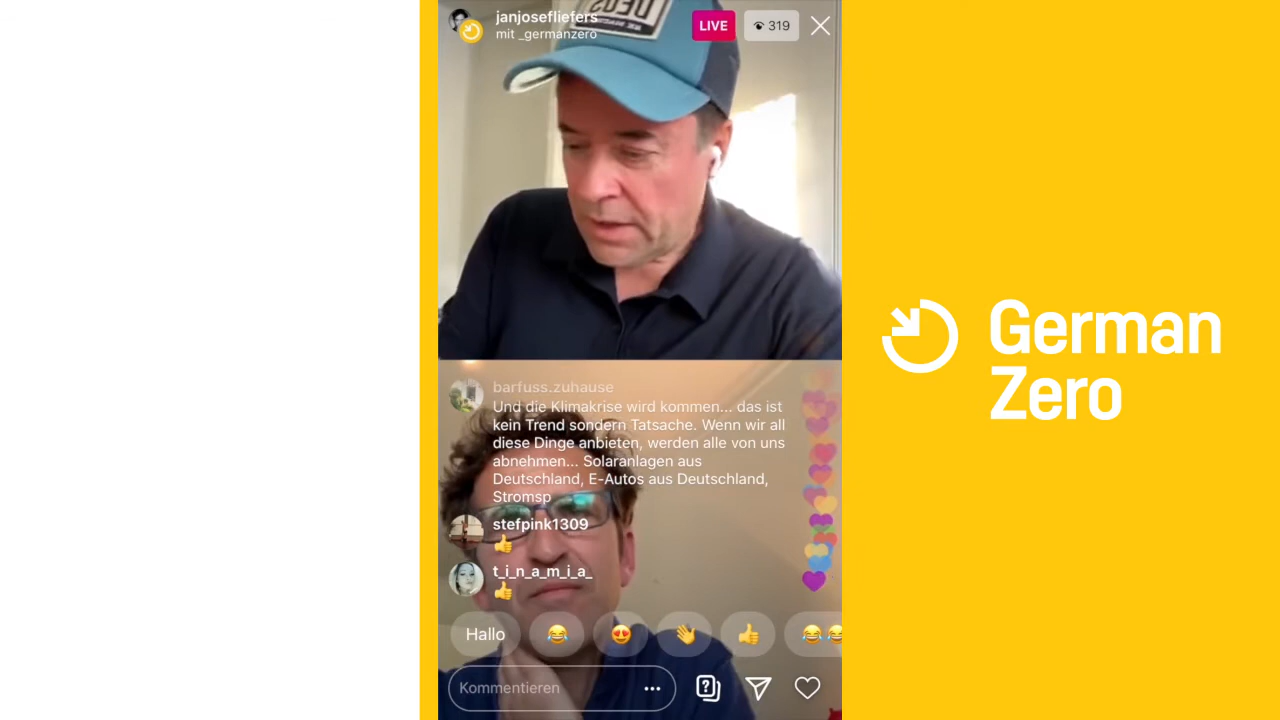 janjosefliefers
mit _germanzero
LIVE
319
barfuss.zuhause
Und die Klimakrise wird kommen... das ist
kein Trend sondern Tatsache. Wenn wir all
diese Dinge anbieten, werden alle von uns
abnehmen... Solaranlagen aus
Deutschland, E-Autos aus Deutschland,
Stromsp
stefpink1309
👍
t_i_n_a_m_i_a_
👍
Hallo 😂 😍 👋 👍 😂😂
Kommentieren ...
German
Zero